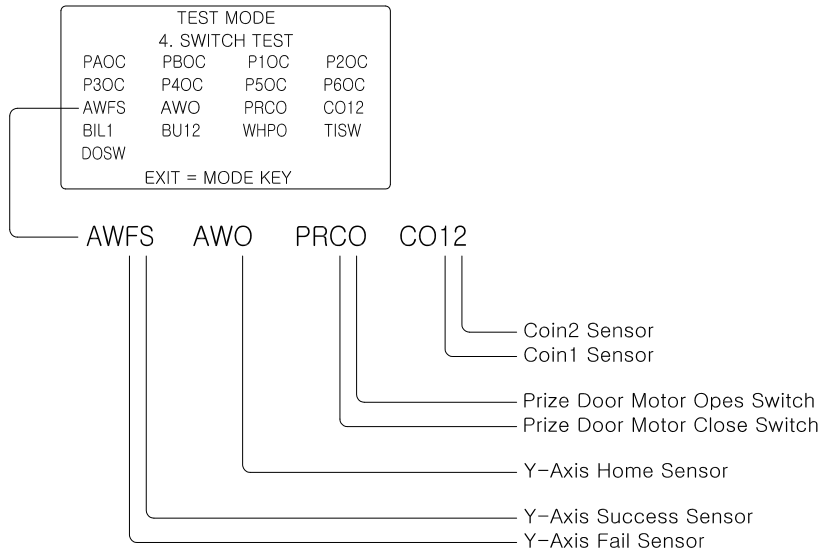 TEST MODE
4. SWITCH TEST
PAOC PBOC P1OC P2OC
P3OC P4OC P5OC P6OC
AWFS AWO PRCO CO12
BIL1 BU12 WHPO TISW
DOSW
EXIT = MODE KEY
AWFS AWO PRCO CO12
Coin2 Sensor
Coin1 Sensor
Prize Door Motor Opes Switch
Prize Door Motor Close Switch
Y-Axis Home Sensor
Y-Axis Success Sensor
Y-Axis Fail Sensor